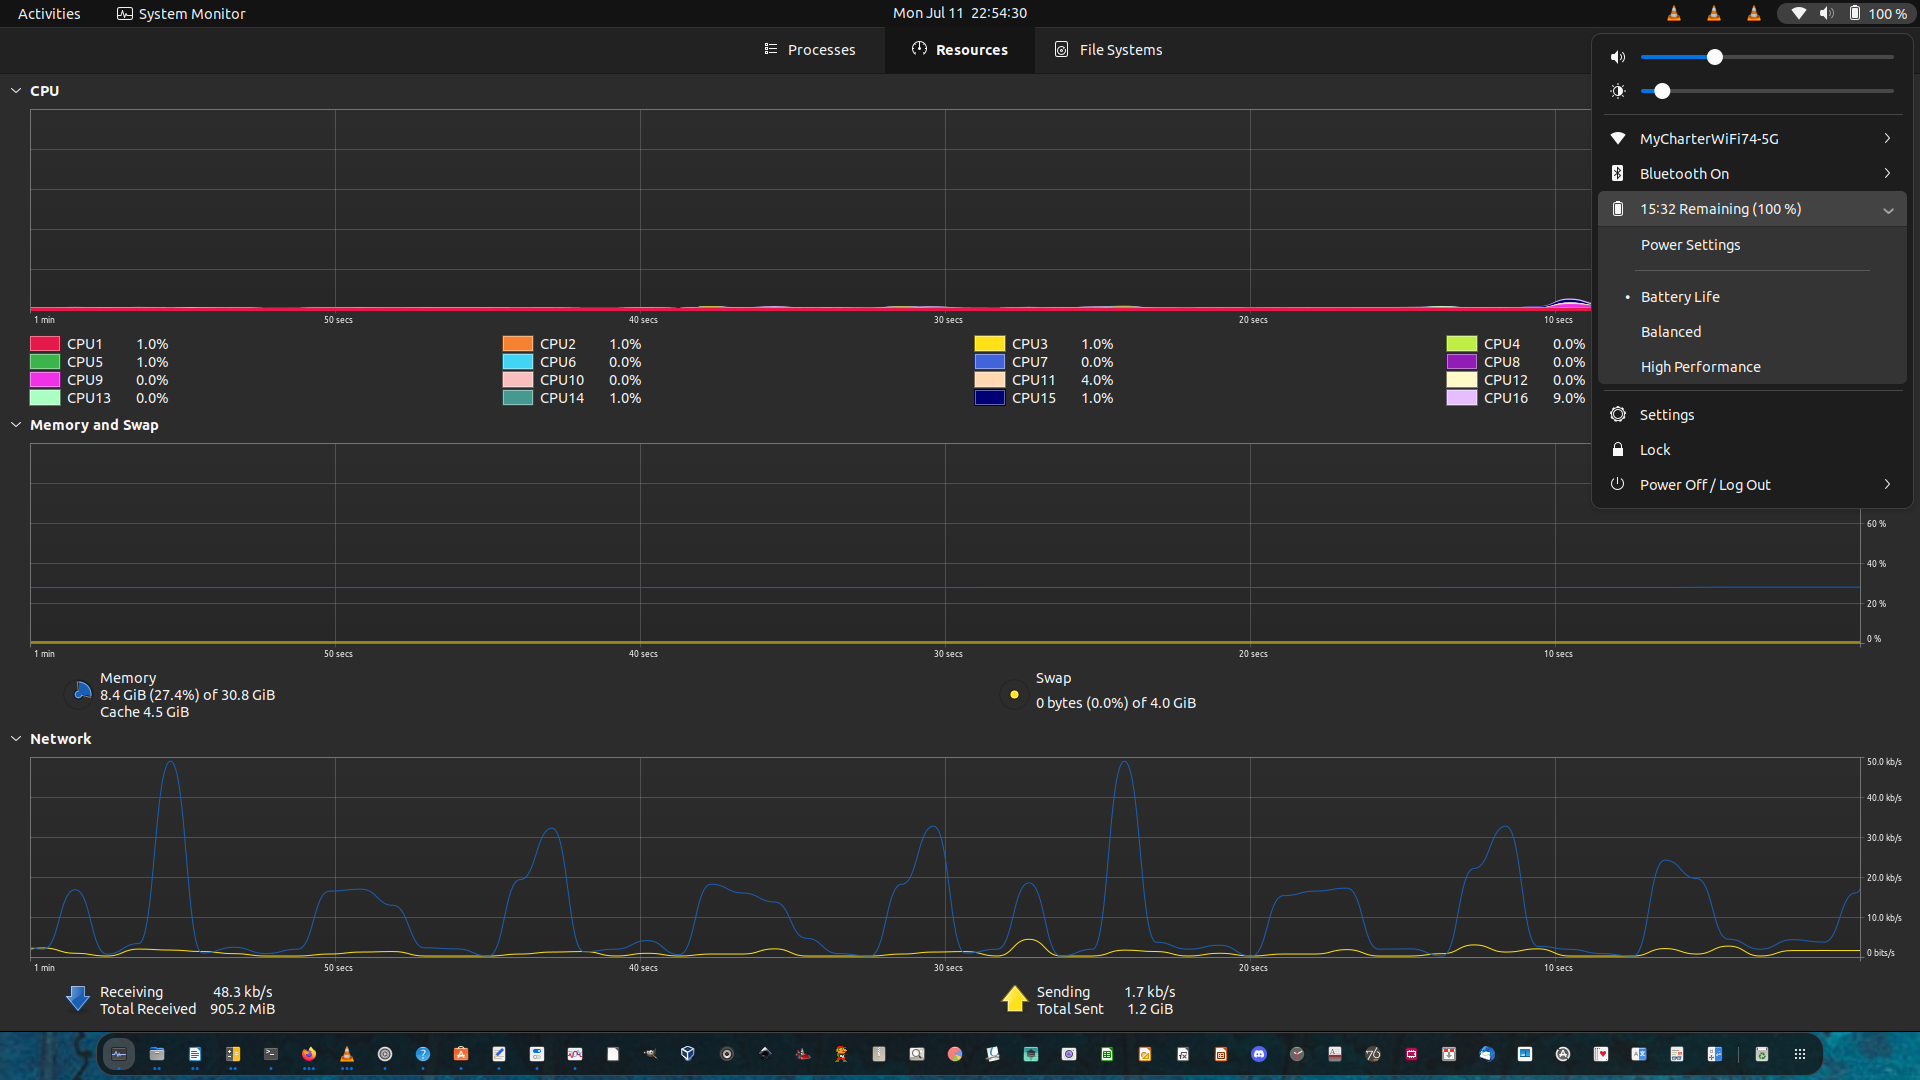 Activities System Monitor Mon Jul 11 22:54:30 100 %
Processes Resources File Systems
CPU
1 min 50 secs 40 secs 30 secs 20 secs 10 secs
CPU1 1.0% CPU2 1.0% CPU3 1.0% CPU4 0.0%
CPU5 1.0% CPU6 0.0% CPU7 0.0% CPU8 0.0%
CPU9 0.0% CPU10 0.0% CPU11 4.0% CPU12 0.0%
CPU13 0.0% CPU14 1.0% CPU15 1.0% CPU16 9.0%
MyCharterWiFi74-5G
Bluetooth On
15:32 Remaining (100 %)
Power Settings
• Battery Life
Balanced
High Performance
Settings
Lock
Power Off / Log Out
Memory and Swap
60 %
40 %
20 %
0 %
1 min 50 secs 40 secs 30 secs 20 secs 10 secs
Memory
8.4 GiB (27.4%) of 30.8 GiB
Cache 4.5 GiB
Swap
0 bytes (0.0%) of 4.0 GiB
Network
50.0 kb/s
40.0 kb/s
30.0 kb/s
20.0 kb/s
10.0 kb/s
0 bits/s
1 min 50 secs 40 secs 30 secs 20 secs 10 secs
Receiving 48.3 kb/s
Total Received 905.2 MiB
Sending 1.7 kb/s
Total Sent 1.2 GiB